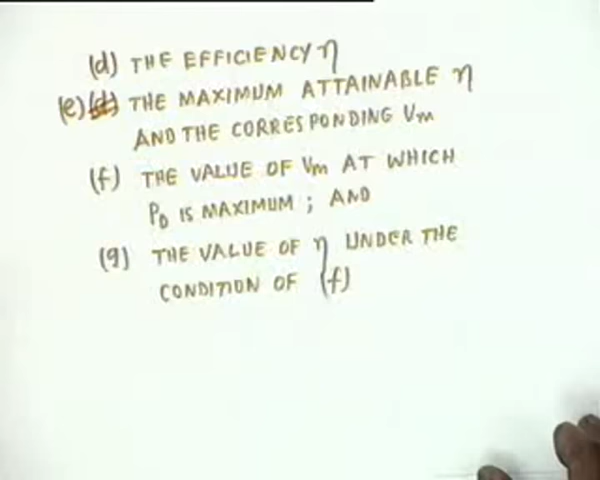 (d) THE EFFICIENCY η
(e) THE MAXIMUM ATTAINABLE η
AND THE CORRESPONDING Vm
(f) THE VALUE OF Vm AT WHICH
PD IS MAXIMUM ; AND
(g) THE VALUE OF η UNDER THE
CONDITION OF (f)